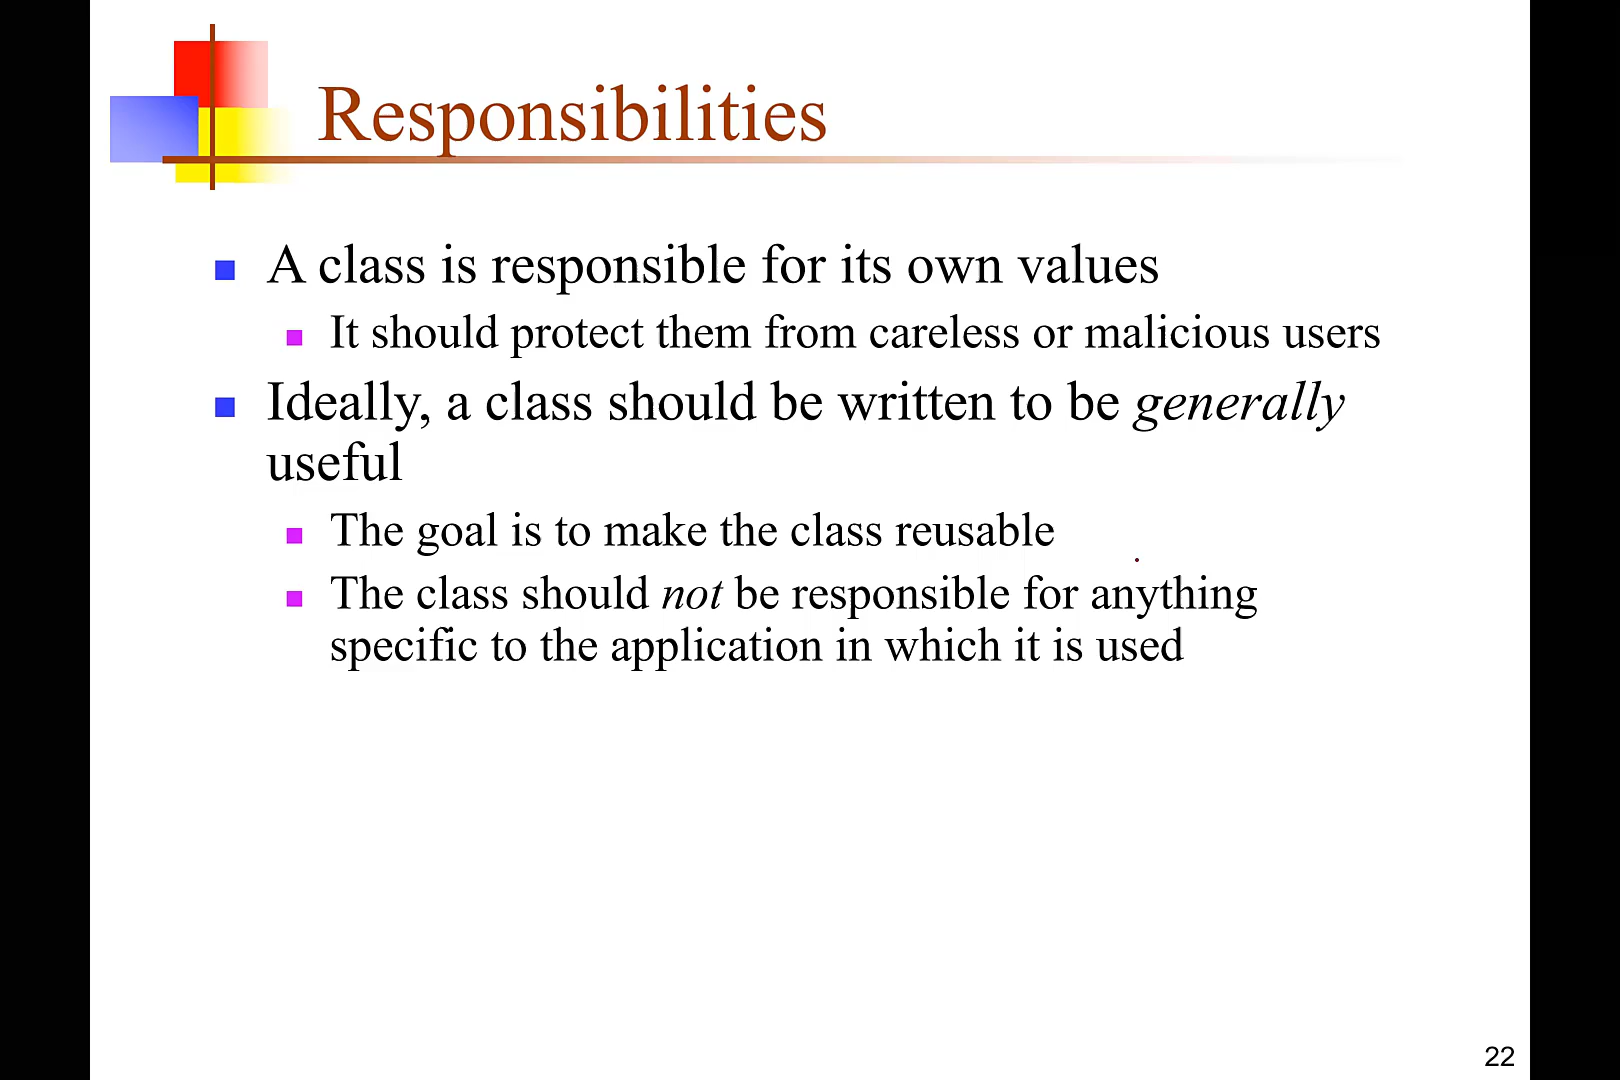 Responsibilities
A class is responsible for its own values
It should protect them from careless or malicious users
Ideally, a class should be written to be generally
useful
The goal is to make the class reusable
The class should not be responsible for anything
specific to the application in which it is used
22